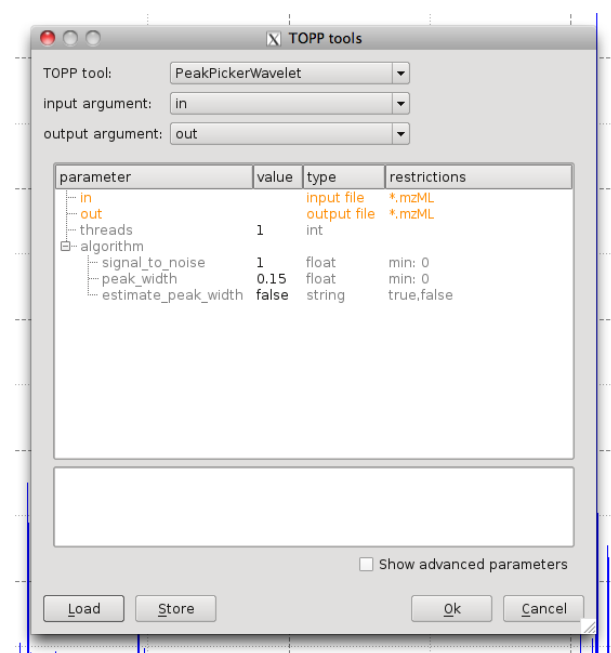 TOPP tools
TOPP tool: PeakPickerWavelet
input argument: in
output argument: out
parameter value type restrictions
in input file *.mzML
out output file *.mzML
threads 1 int
algorithm
signal_to_noise 1 float min: 0
peak_width 0.15 float min: 0
estimate_peak_width false string true,false
Show advanced parameters
Load Store Ok Cancel